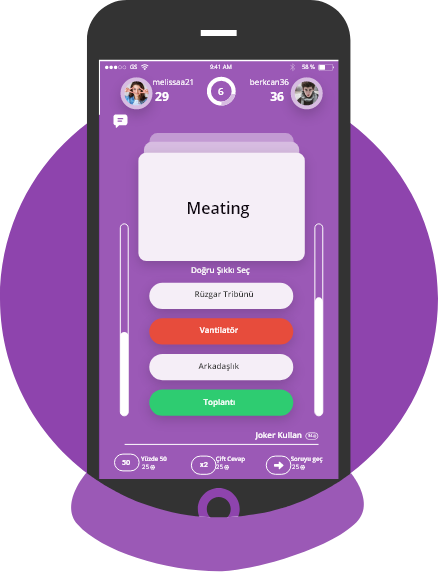 GS 9:41 AM 58 %
melissaa21 berkcan36
29 6 36
Meating
Doğru Şıkkı Seç
Rüzgar Tribünü
Vantilatör
Arkadaşlık
Toplantı
Joker Kullan
50 Yüzde 50 x2 Çift Cevap Soruyu geç
25 25 25